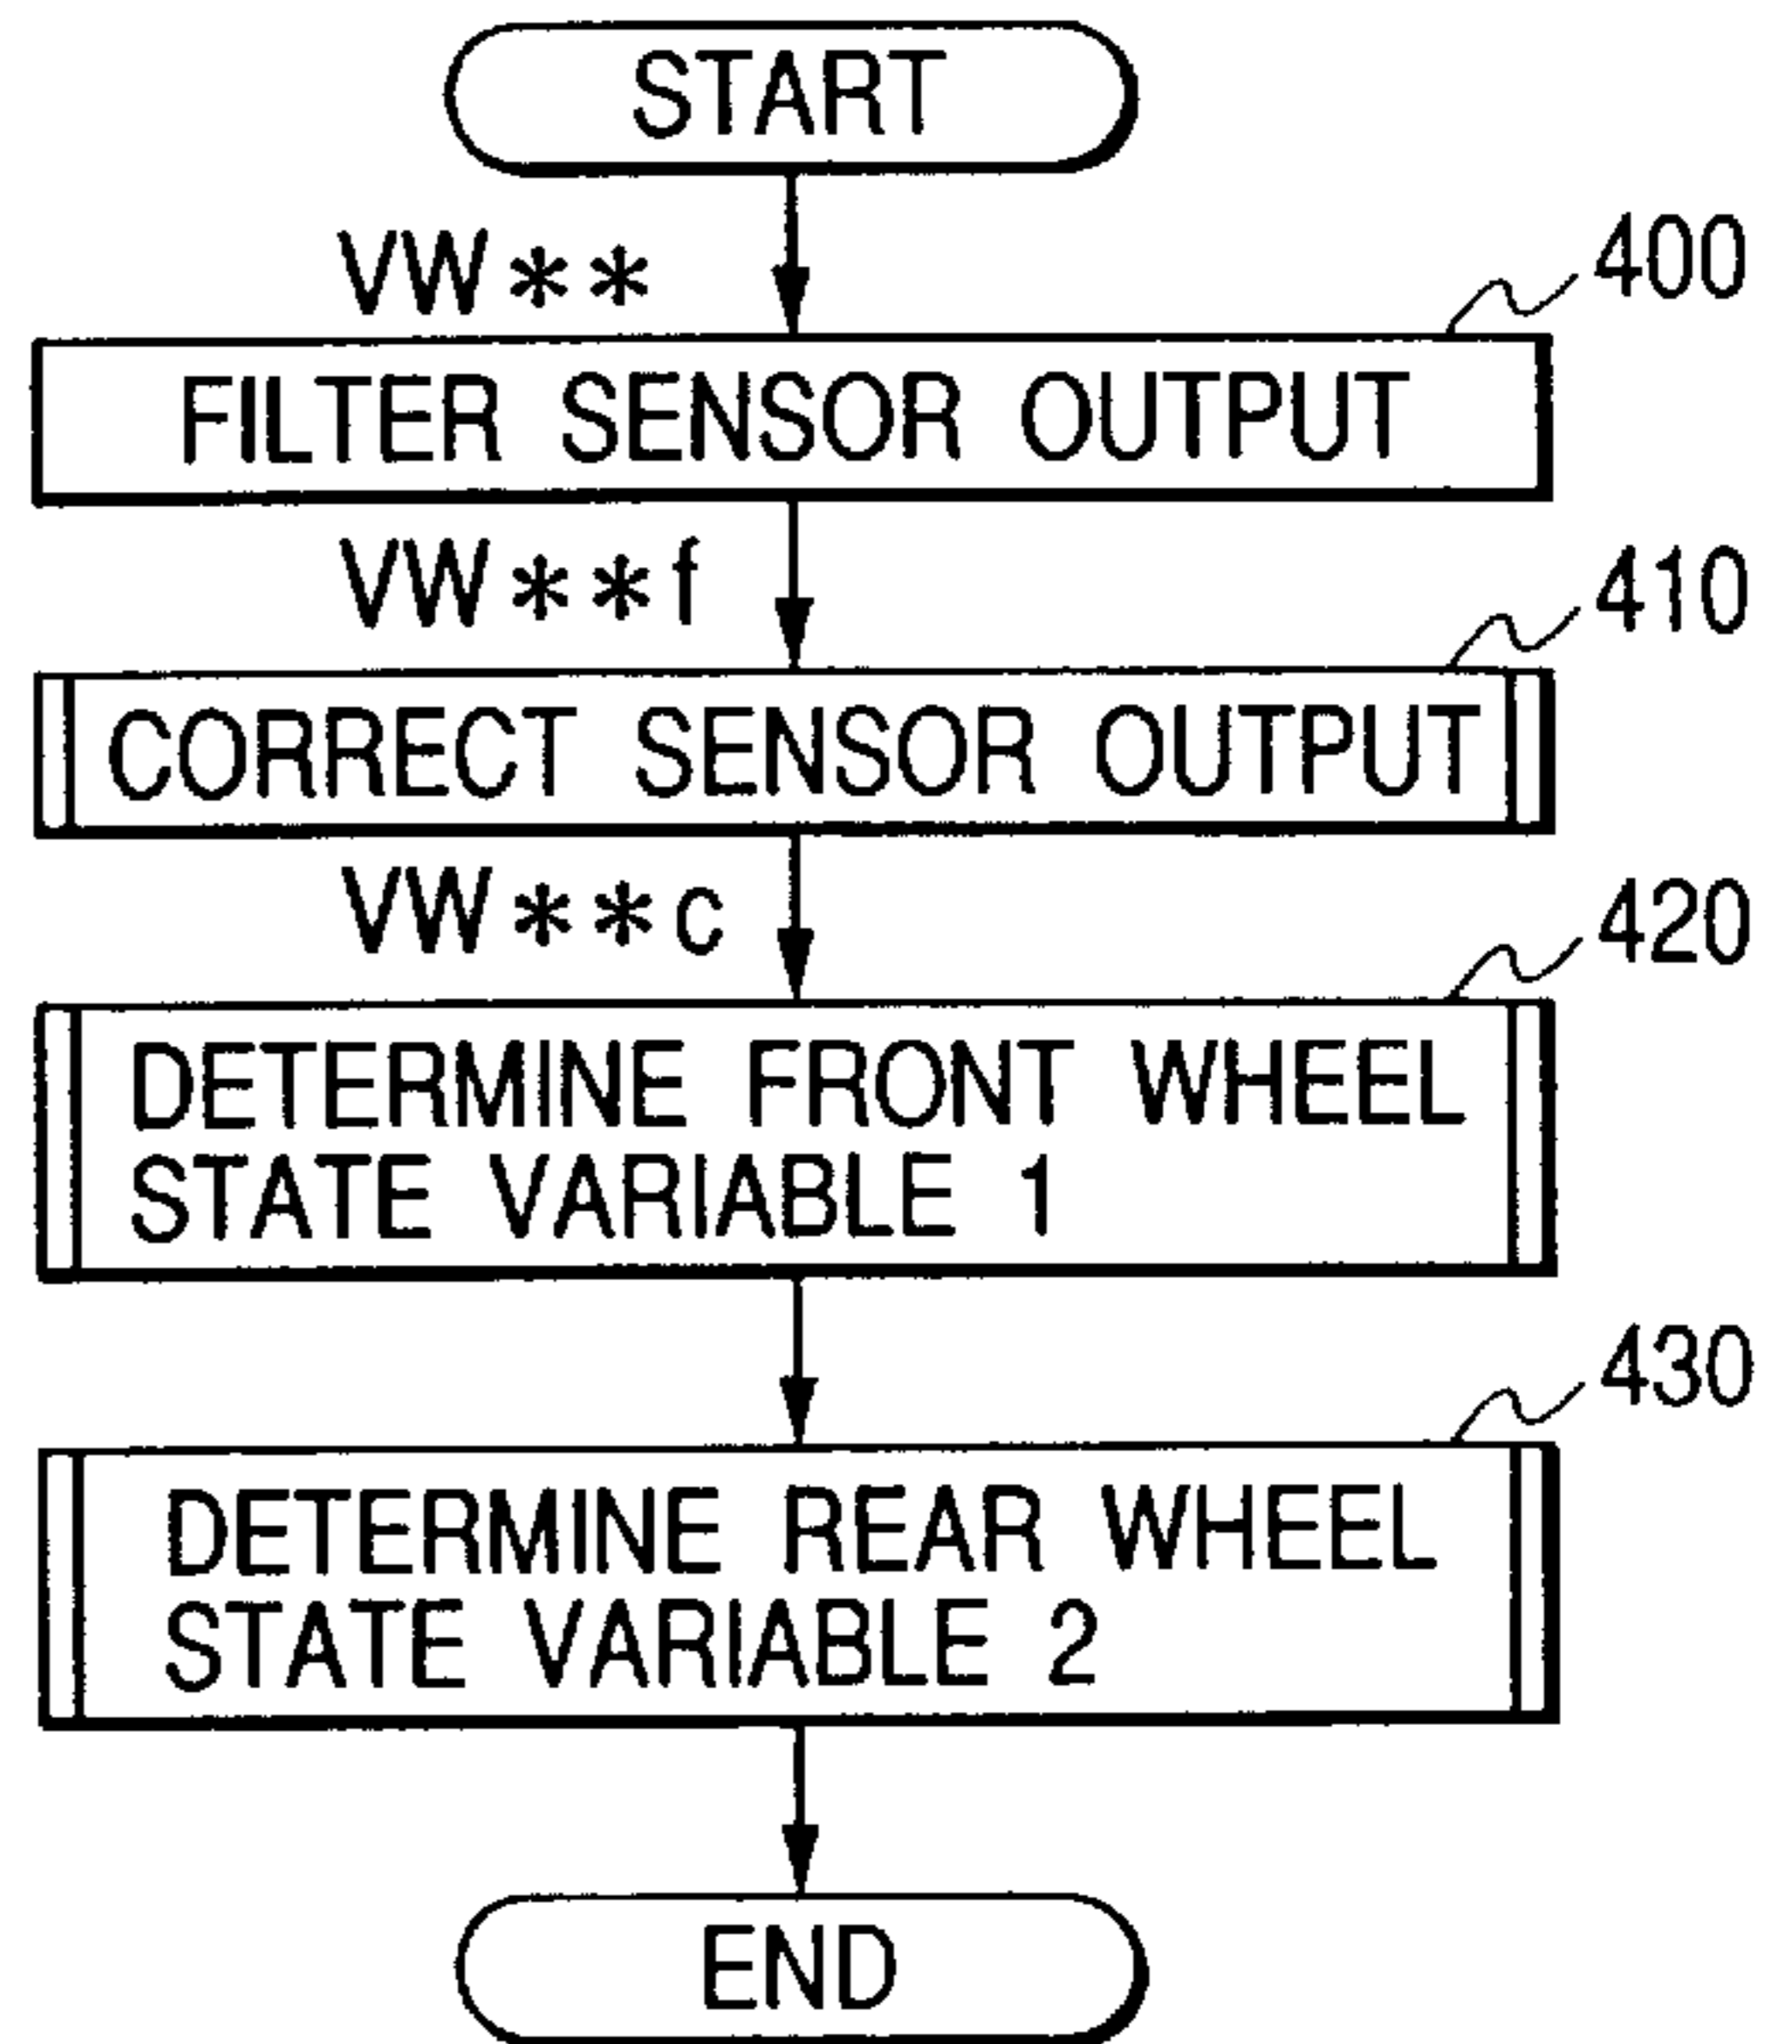 START
VW**
400
FILTER SENSOR OUTPUT
VW**f
410
CORRECT SENSOR OUTPUT
VW**c
420
DETERMINE FRONT WHEEL
STATE VARIABLE 1
430
DETERMINE REAR WHEEL
STATE VARIABLE 2
END